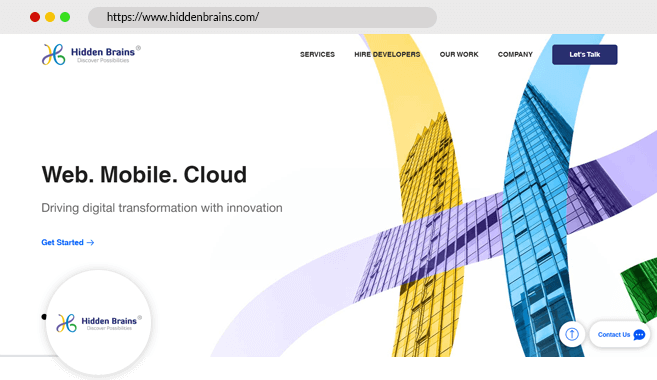 https://www.hiddenbrains.com/
Hidden Brains®
Discover Possibilities
SERVICES
HIRE DEVELOPERS
OUR WORK
COMPANY
Let's Talk
Web. Mobile. Cloud
Driving digital transformation with innovation
Get Started →
Hidden Brains®
Discover Possibilities
Contact Us